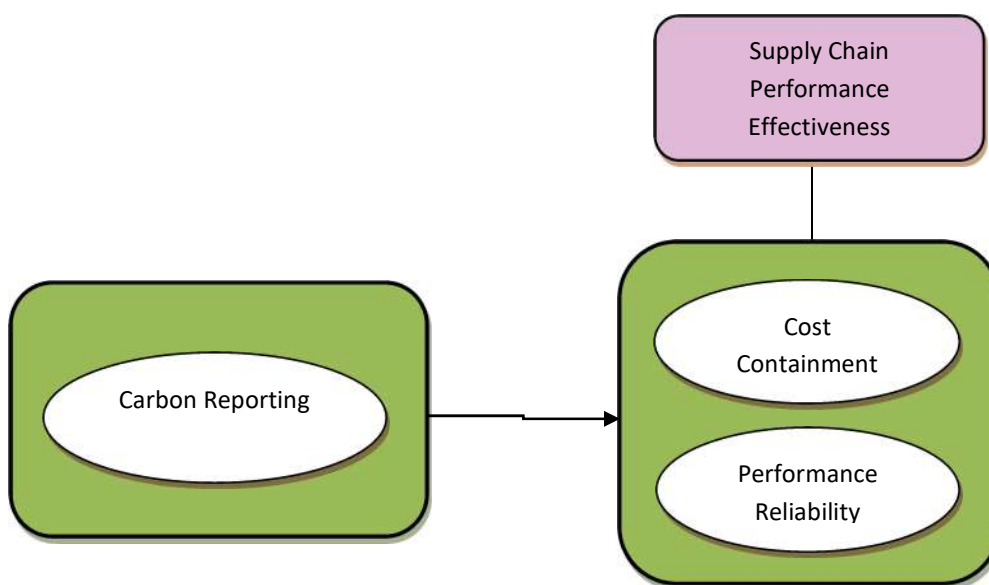 Supply Chain
Performance
Effectiveness
Cost
Containment
Carbon Reporting
Performance
Reliability